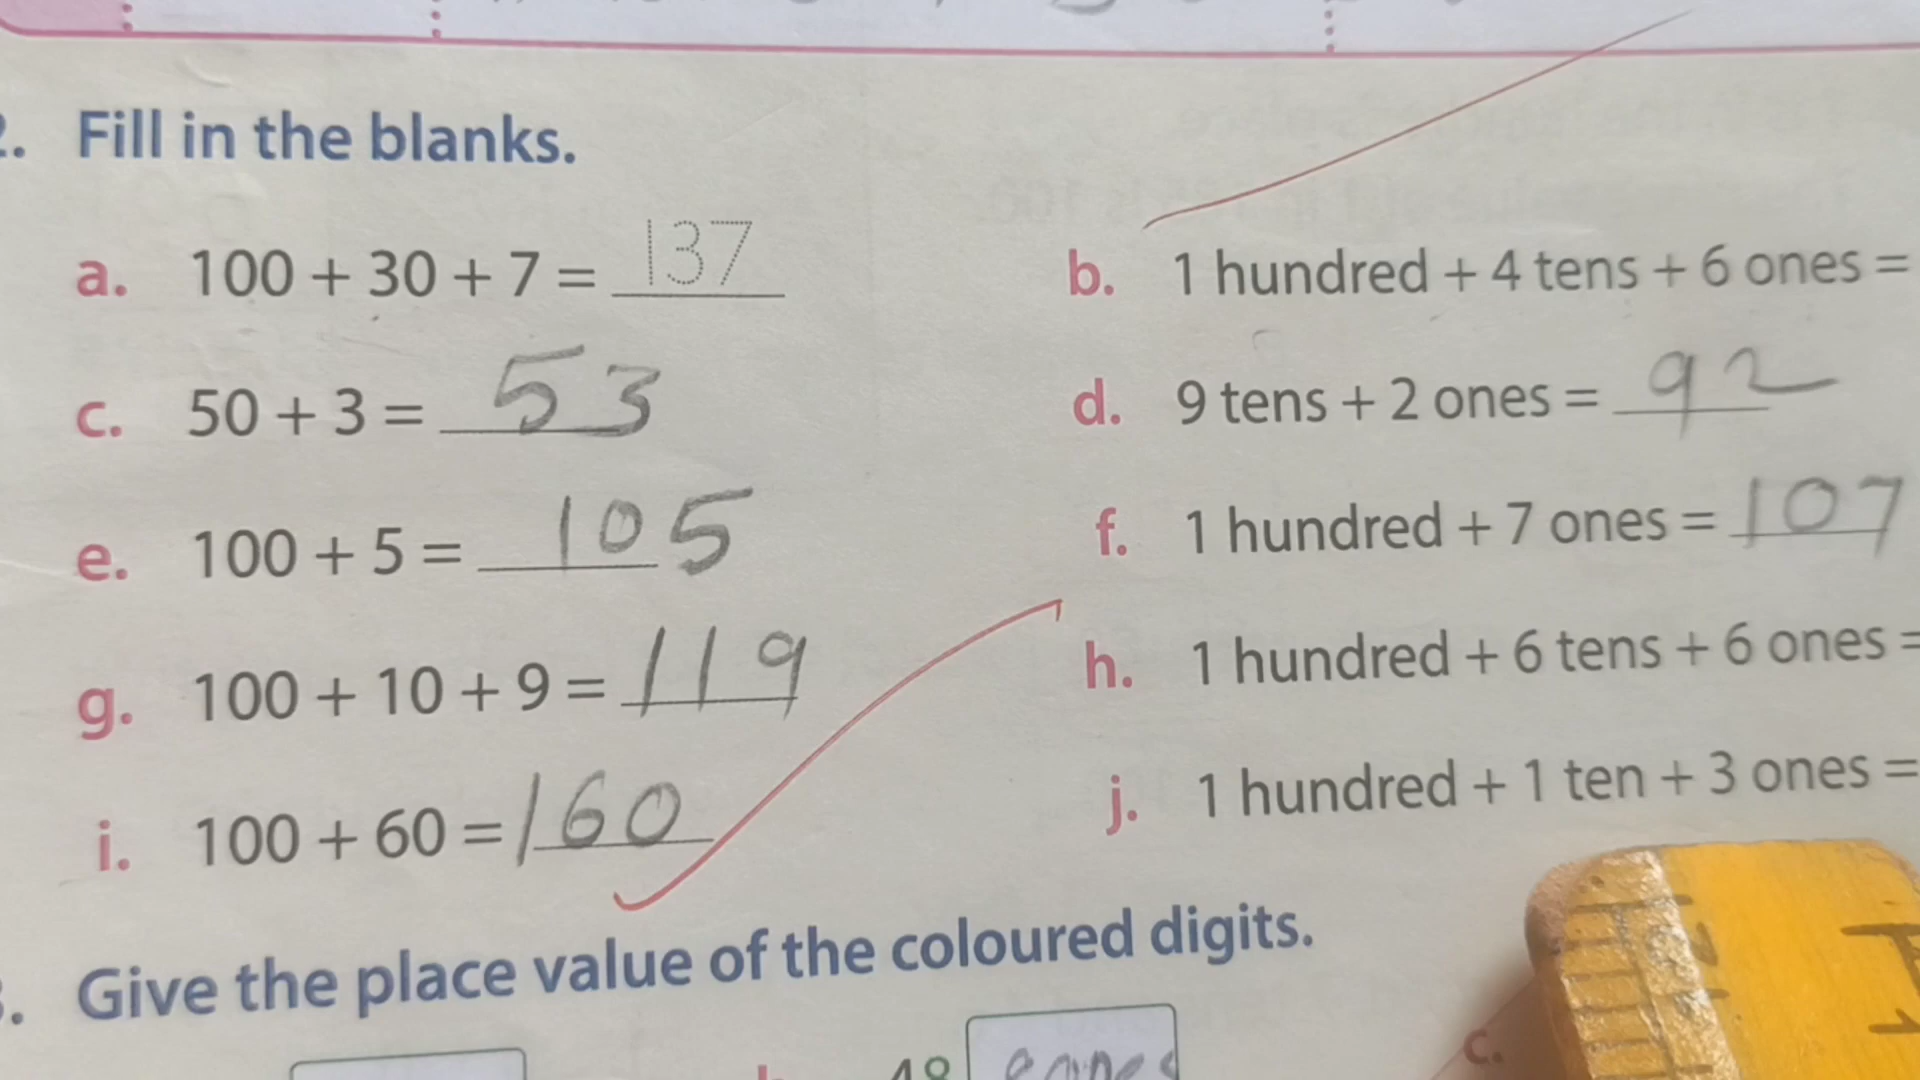 2. Fill in the blanks.
a. 100 + 30 + 7 = 137
b. 1 hundred + 4 tens + 6 ones =
c. 50 + 3 = 53
d. 9 tens + 2 ones = 92
e. 100 + 5 = 105
f. 1 hundred + 7 ones = 107
g. 100 + 10 + 9 = 119
h. 1 hundred + 6 tens + 6 ones =
i. 100 + 60 = 160
j. 1 hundred + 1 ten + 3 ones =
3. Give the place value of the coloured digits.
c.